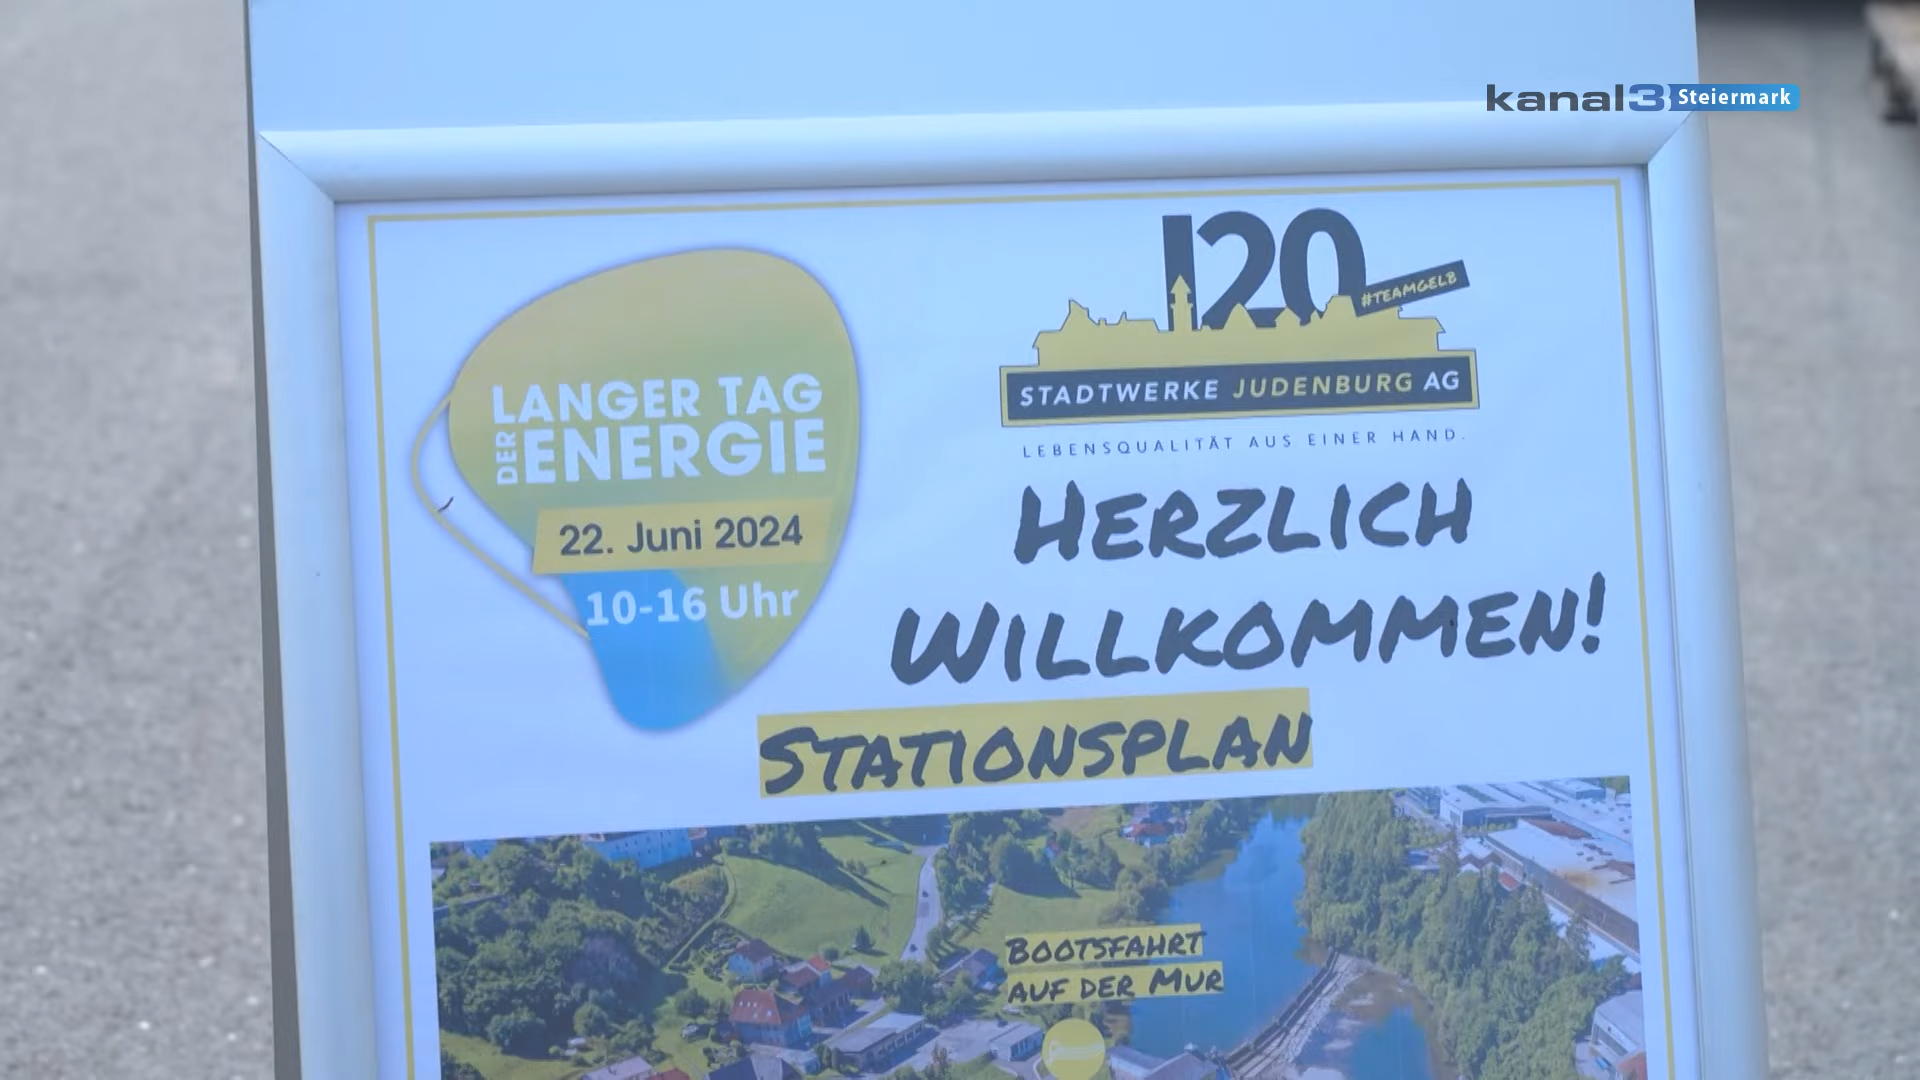 kanal3 Steiermark
120
#TEAMGELB
STADTWERKE JUDENBURG AG
LEBENSQUALITÄT AUS EINER HAND.
LANGER TAG
DER ENERGIE
22. Juni 2024
10-16 Uhr
HERZLICH
WILLKOMMEN!
STATIONSPLAN
BOOTSFAHRT
AUF DER MUR